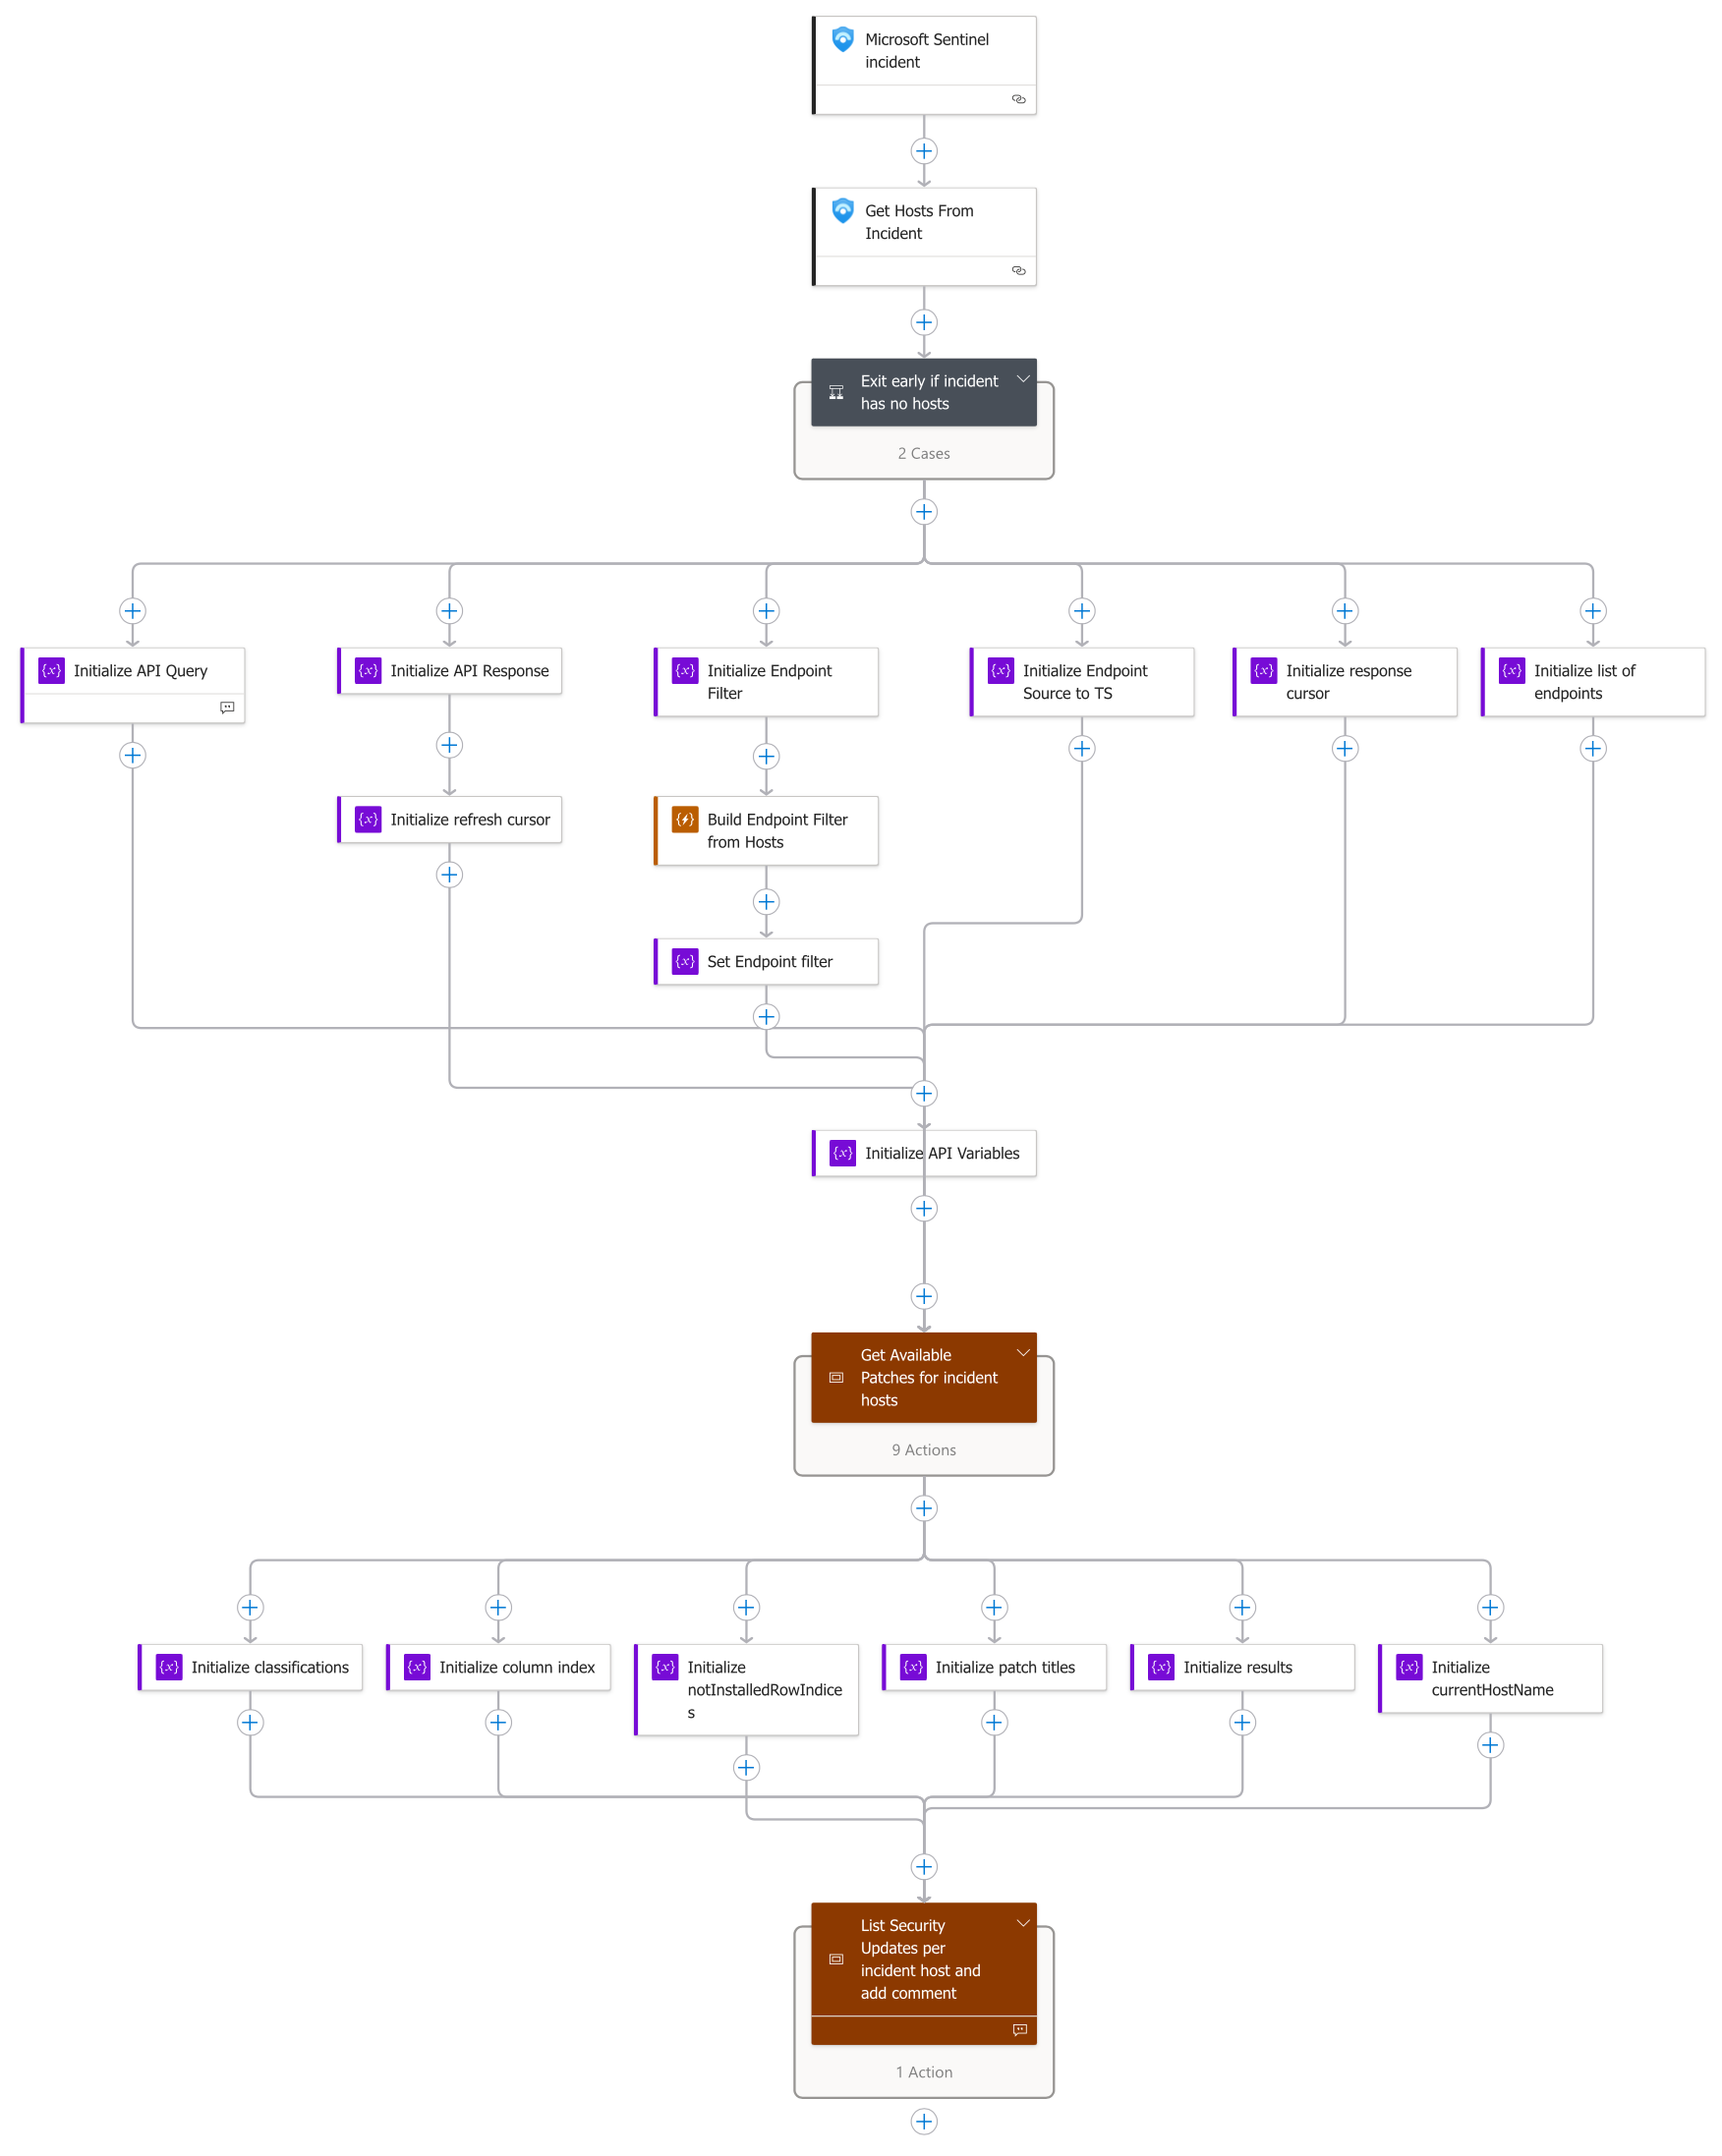 Microsoft Sentinel
incident
Get Hosts From
Incident
Exit early if incident
has no hosts
2 Cases
{x} Initialize API Query
{x} Initialize API Response
{x} Initialize Endpoint
Filter
{x} Initialize Endpoint
Source to TS
{x} Initialize response
cursor
{x} Initialize list of
endpoints
{x} Initialize refresh cursor
Build Endpoint Filter
from Hosts
{x} Set Endpoint filter
{x} Initialize API Variables
Get Available
Patches for incident
hosts
9 Actions
{x} Initialize classifications
{x} Initialize column index
{x} Initialize
notInstalledRowIndice
s
{x} Initialize patch titles
{x} Initialize results
{x} Initialize
currentHostName
List Security
Updates per
incident host and
add comment
1 Action